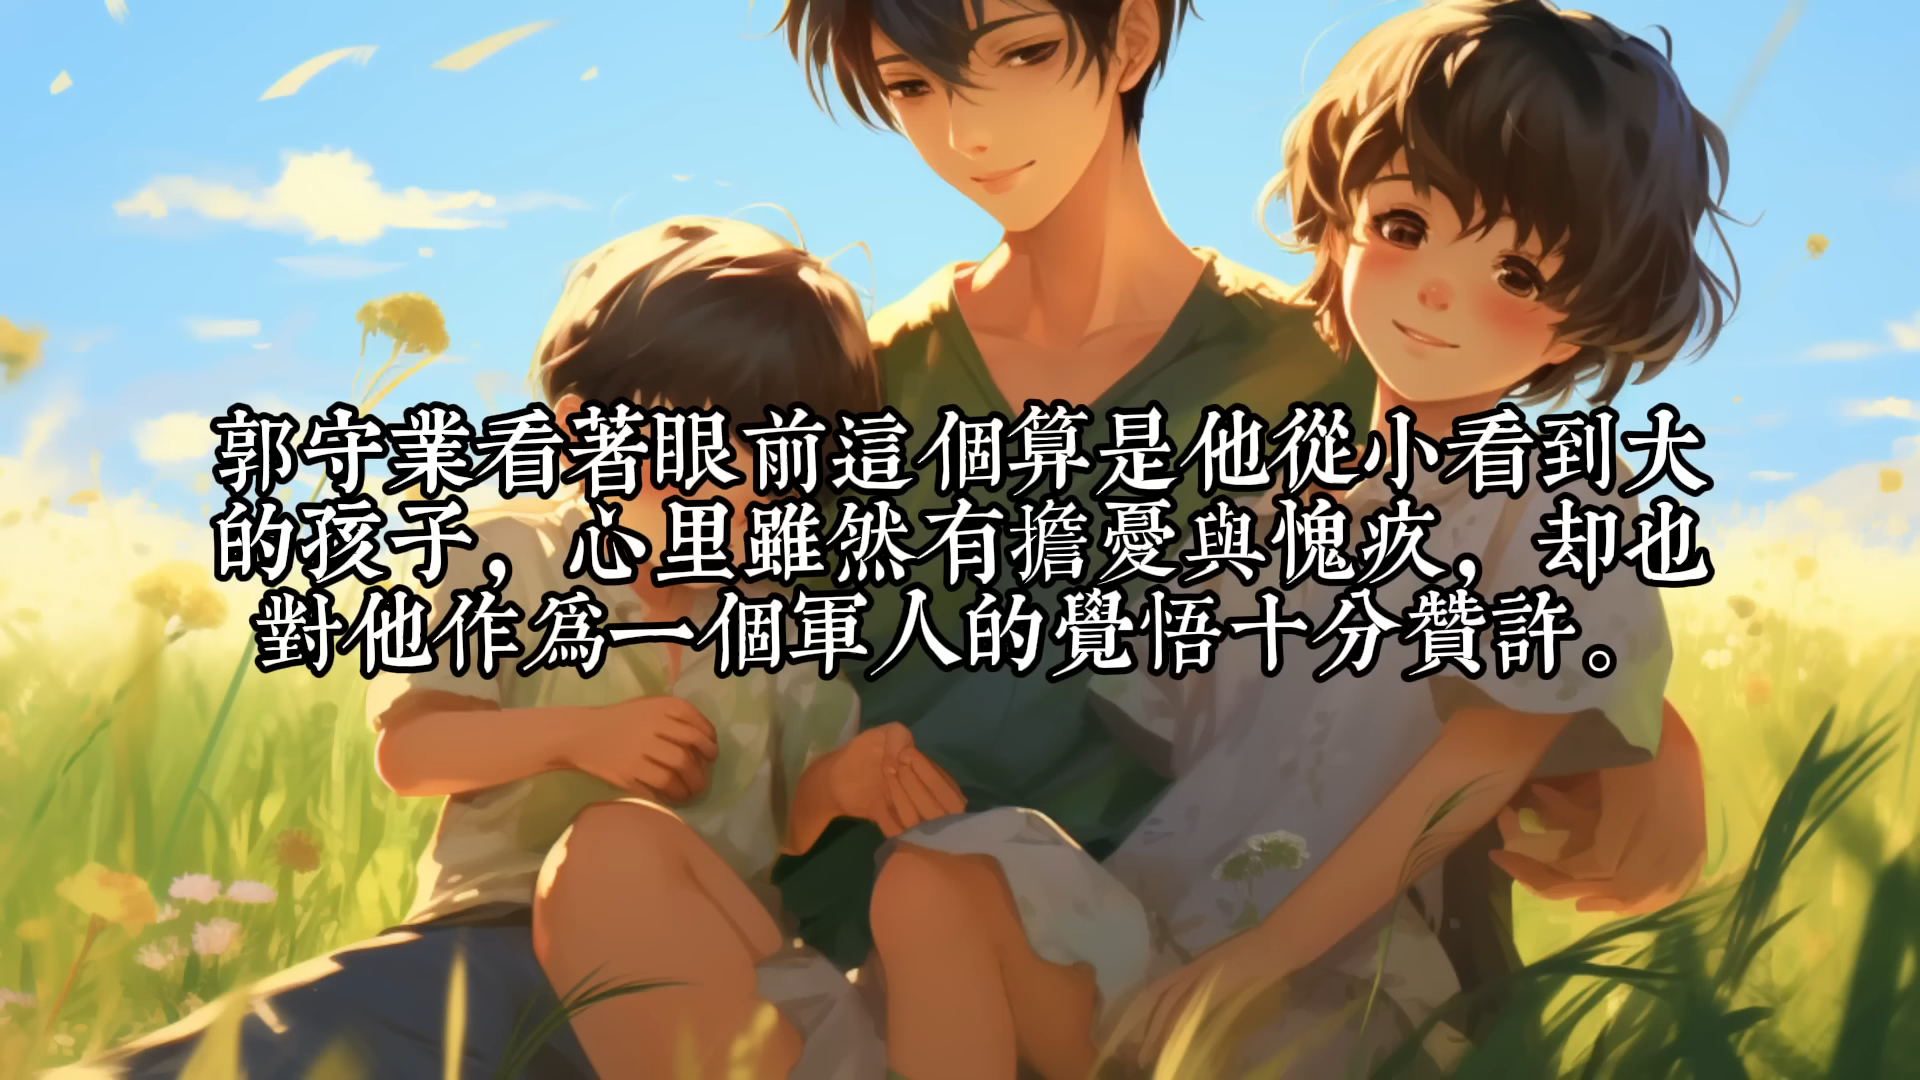 郭守業看著眼前這個算是他從小看到大
的孩子，心里雖然有擔憂與愧疚，却也
對他作爲一個軍人的覺悟十分贊許。